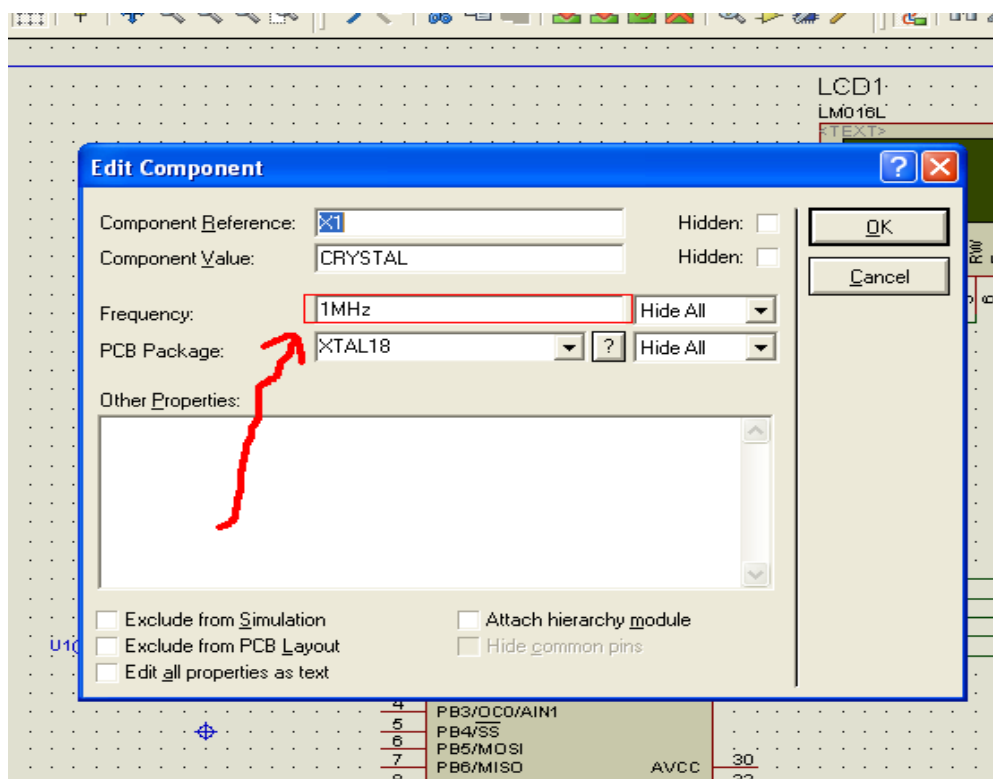 LCD1
LM016L
<TEXT>
Edit Component
Component Reference: X1 Hidden: OK
Component Value: CRYSTAL Hidden: Cancel
Frequency: 1MHz Hide All
PCB Package: XTAL18 ? Hide All
Other Properties:
RW
Exclude from Simulation Attach hierarchy module
Exclude from PCB Layout Hide common pins
Edit all properties as text
4 PB3/OC0/AIN1
5 PB4/SS
6 PB5/MOSI
7 PB6/MISO AVCC 30